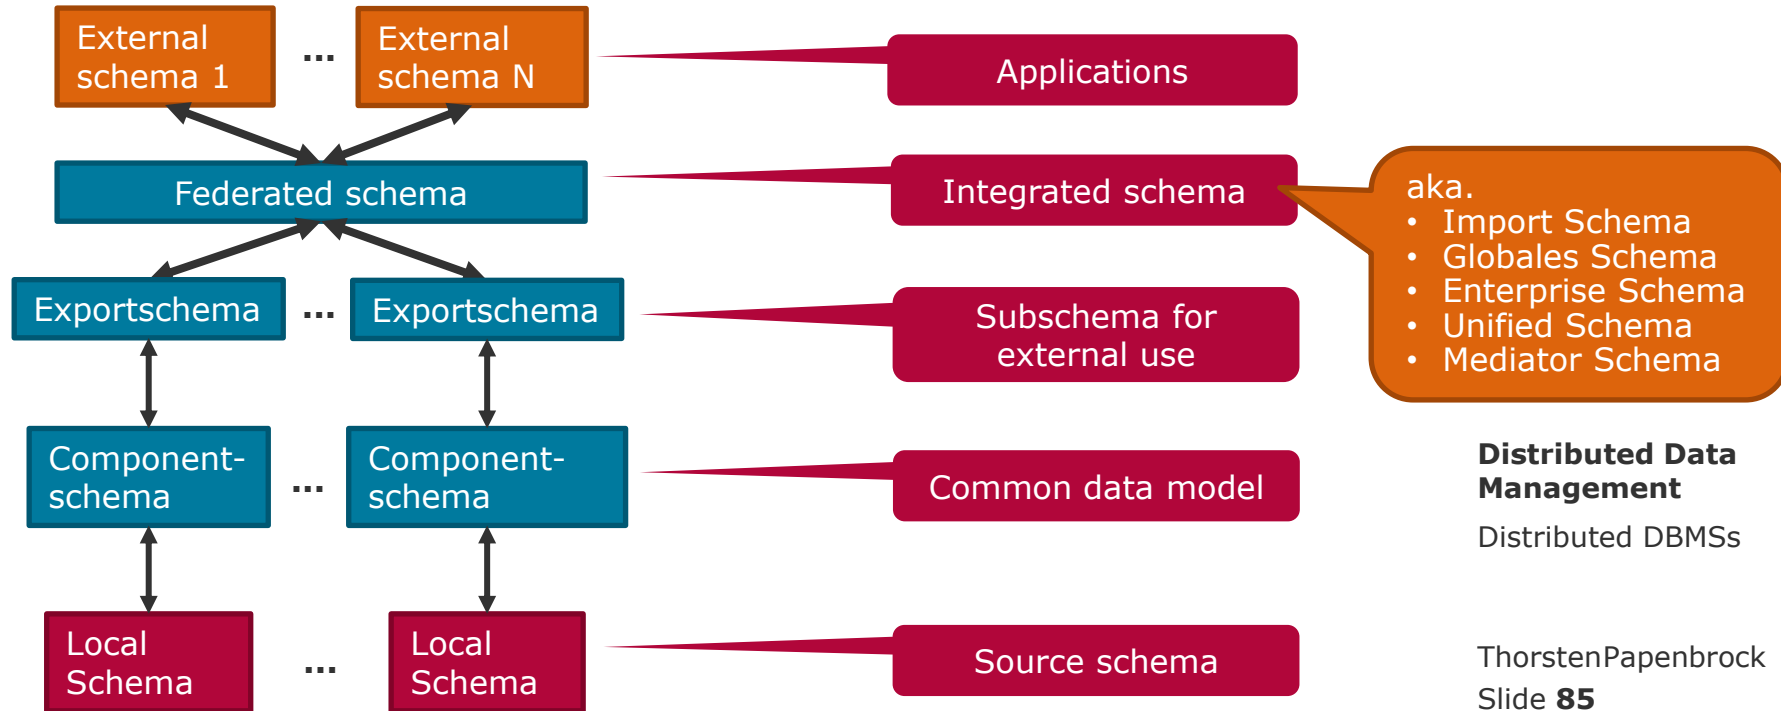 External
schema 1
...
External
schema N
Applications
Federated schema
Integrated schema
aka.
• Import Schema
• Globales Schema
• Enterprise Schema
• Unified Schema
• Mediator Schema
Exportschema
...
Exportschema
Subschema for
external use
Component-
schema
...
Component-
schema
Common data model
Distributed Data
Management
Distributed DBMSs
Local
Schema
...
Local
Schema
Source schema
ThorstenPapenbrock
Slide 85